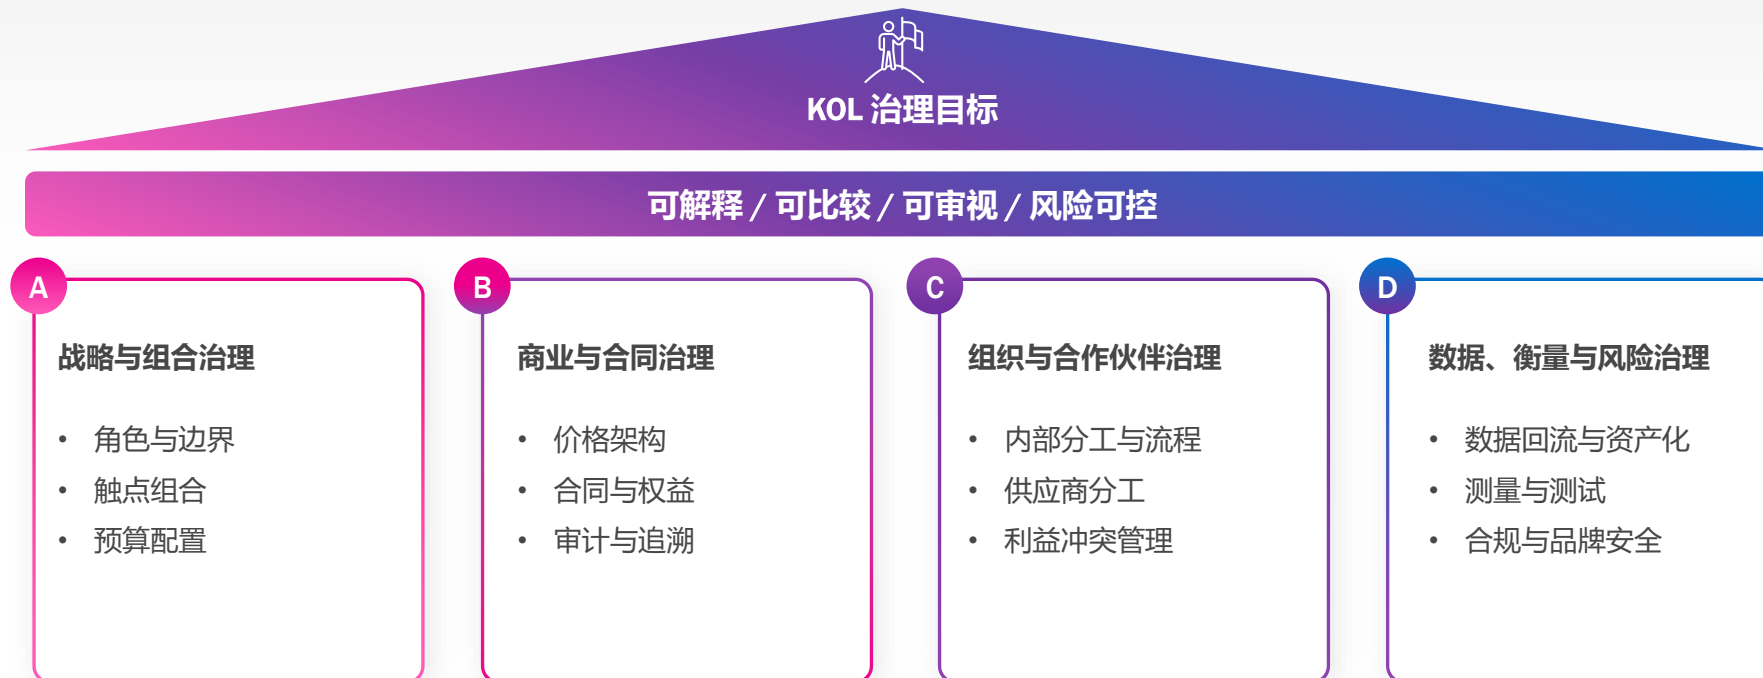 KOL 治理目标
可解释 / 可比较 / 可审视 / 风险可控
A
战略与组合治理
• 角色与边界
• 触点组合
• 预算配置
B
商业与合同治理
• 价格架构
• 合同与权益
• 审计与追溯
C
组织与合作伙伴治理
• 内部分工与流程
• 供应商分工
• 利益冲突管理
D
数据、衡量与风险治理
• 数据回流与资产化
• 测量与测试
• 合规与品牌安全